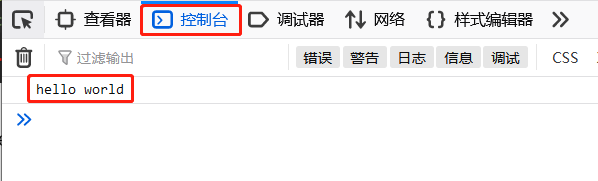 查看器 控制台 调试器 网络 {} 样式编辑器 >>
过滤输出 错误 警告 日志 信息 调试 CSS
hello world
>>